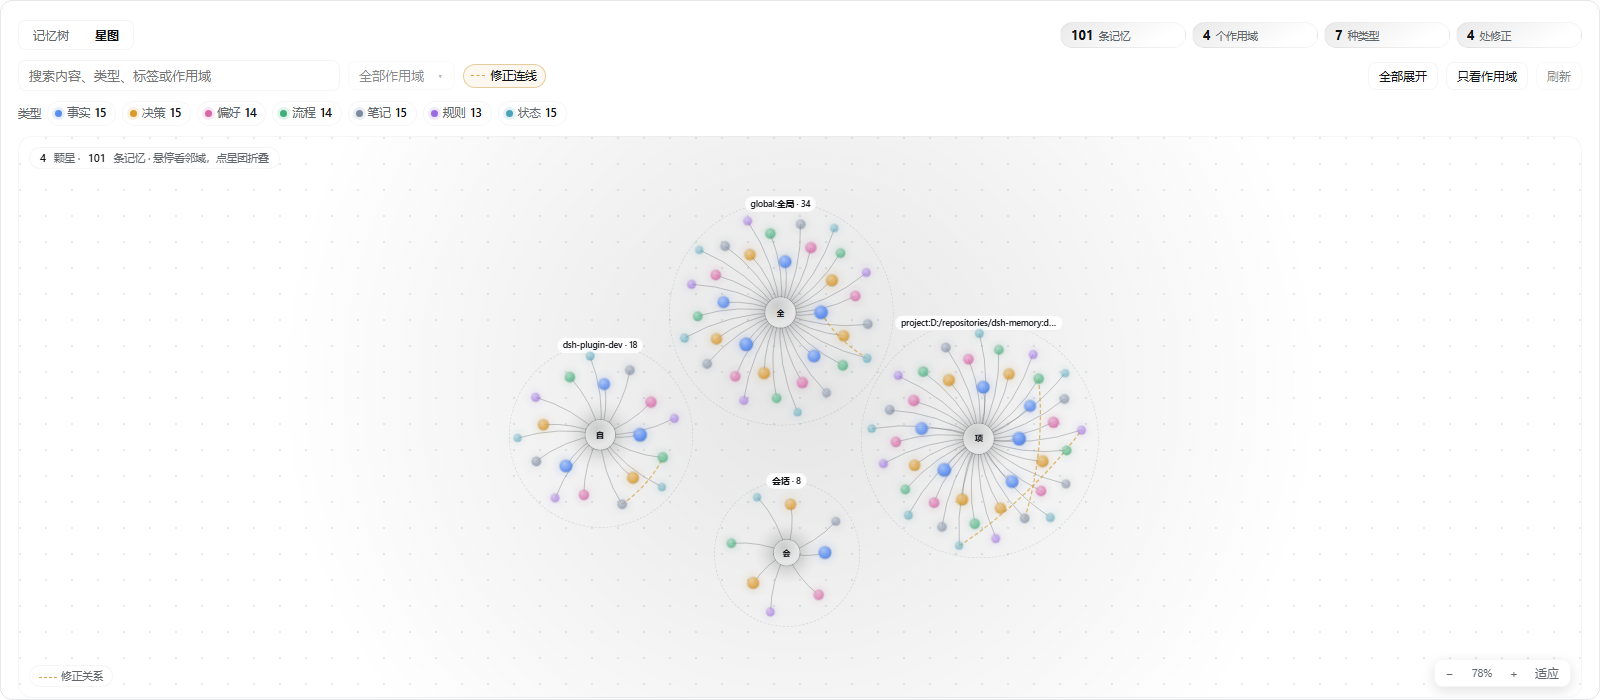 记忆树 星图
101 条记忆 4 个作用域 7 种类型 4 处修正
搜索内容、类型、标签或作用域 全部作用域 修正连线 全部展开 只看作用域 刷新
类型 事实 15 决策 15 偏好 14 流程 14 笔记 15 规则 13 状态 15
4 颗星 · 101 条记忆 · 悬停看邻域，点星团折叠
global:全局 · 34
全
project:D:/repositories/dsh-memory:d...
dsh-plugin-dev · 18
自
项
会话 · 8
会
修正关系
− 78% + 适应